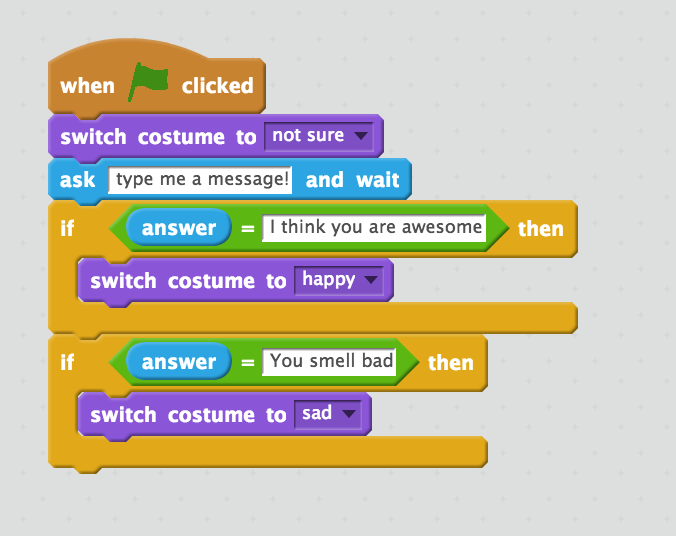 when clicked
switch costume to not sure
ask type me a message! and wait
if answer = I think you are awesome then
switch costume to happy
if answer = You smell bad then
switch costume to sad